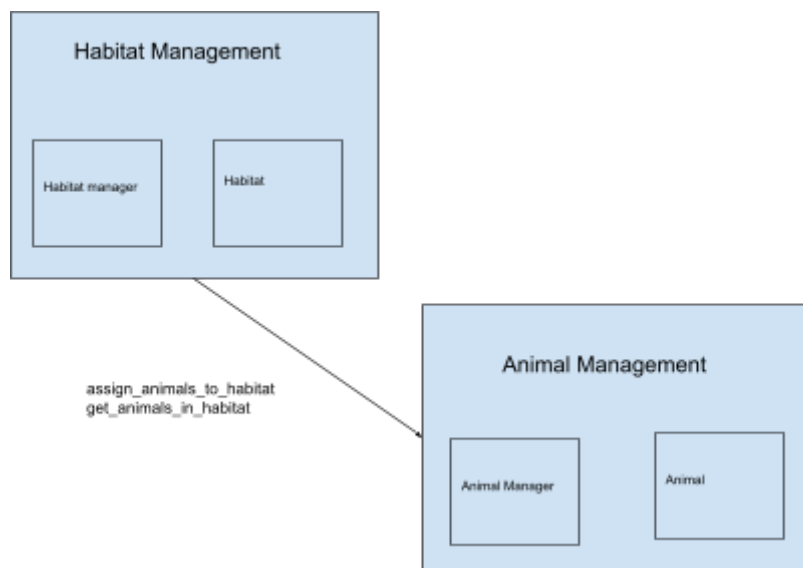 Habitat Management
Habitat manager
Habitat
assign_animals_to_habitat
get_animals_in_habitat
Animal Management
Animal Manager
Animal